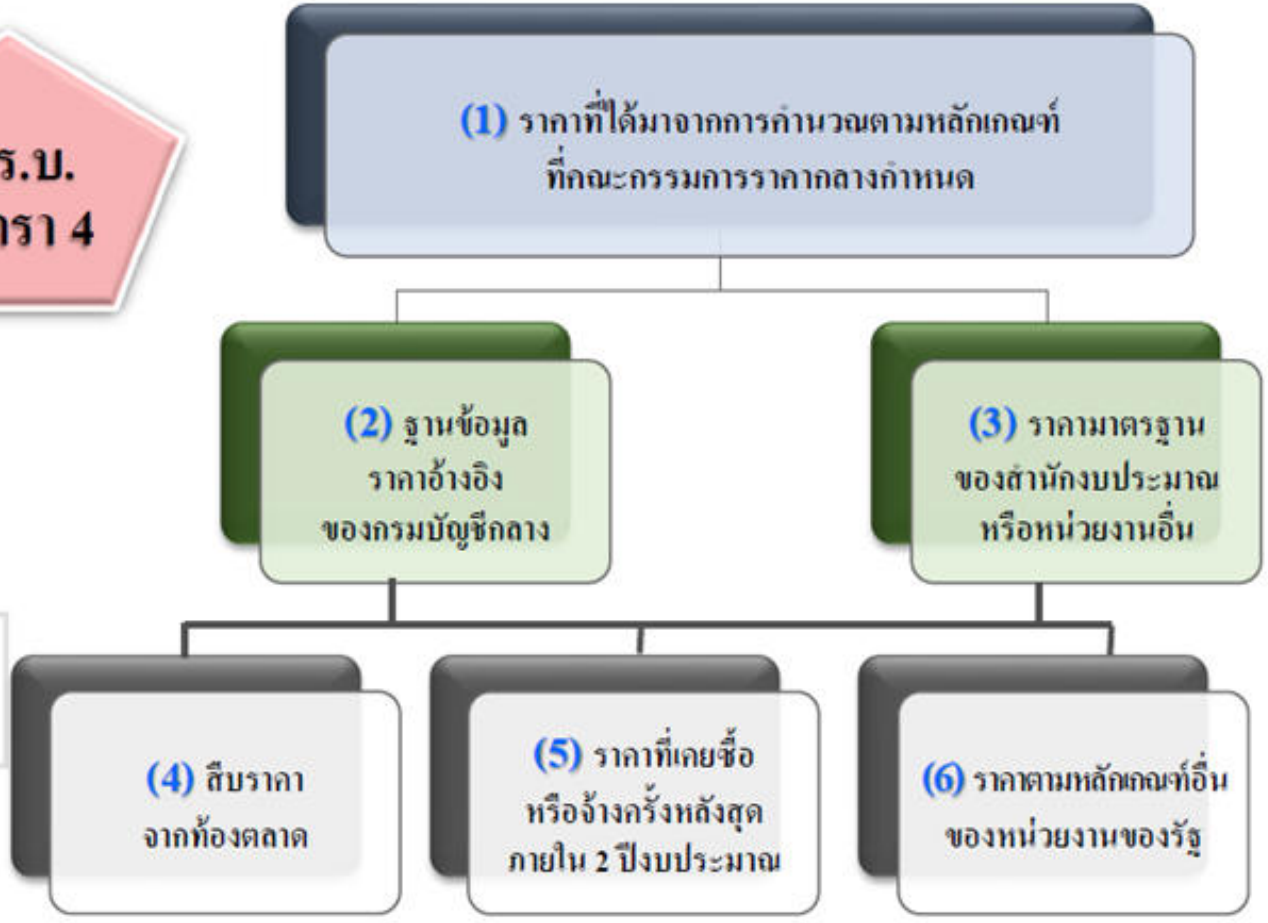 ร.บ.
ตรา 4
(1) ราคาที่ได้มาจากการคำนวณตามหลักเกณฑ์
ที่คณะกรรมการราคากลางกำหนด
(2) ฐานข้อมูล
ราคาอ้างอิง
ของกรมบัญชีกลาง
(3) ราคามาตรฐาน
ของสำนักงบประมาณ
หรือหน่วยงานอื่น
(4) สืบราคา
จากท้องตลาด
(5) ราคาที่เคยซื้อ
หรือจ้างครั้งหลังสุด
ภายใน 2 ปีงบประมาณ
(6) ราคาตามหลักเกณฑ์อื่น
ของหน่วยงานของรัฐ